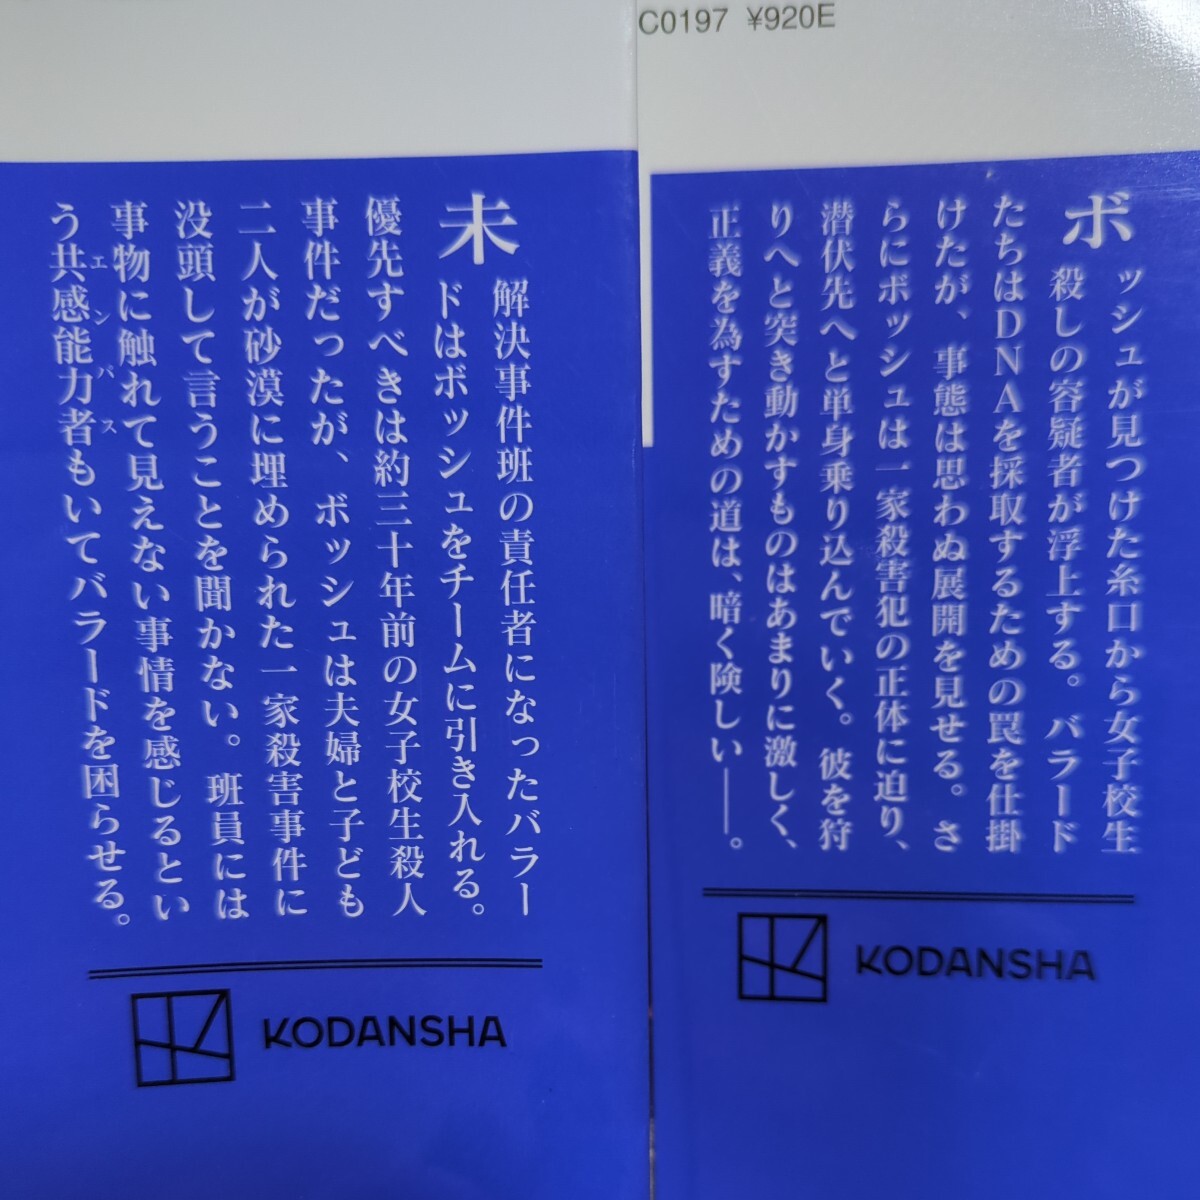 未解決事件班の責任者になったバラー
ドはボッシュをチームに引き入れる。
優先すべきは約三十年前の女子校生殺人
事件だったが、ボッシュは夫婦と子ども
二人が砂漠に埋められた一家殺害事件に
没頭して言うことを聞かない。班員には
事物に触れて見えない事情を感じるとい
う共感能力者もいてバラードを困らせる。
エンパス
KODANSHA
C0197 ¥920E
ボッシュが見つけた糸口から女子校生
殺しの容疑者が浮上する。バラード
たちはDNAを採取するための罠を仕掛
けたが、事態は思わぬ展開を見せる。さ
らにボッシュは一家殺害犯の正体に迫り、
潜伏先へと単身乗り込んでいく。彼を狩
りへと突き動かすものはあまりに激しく、
正義を為すための道は、暗く険しい――。
KODANSHA